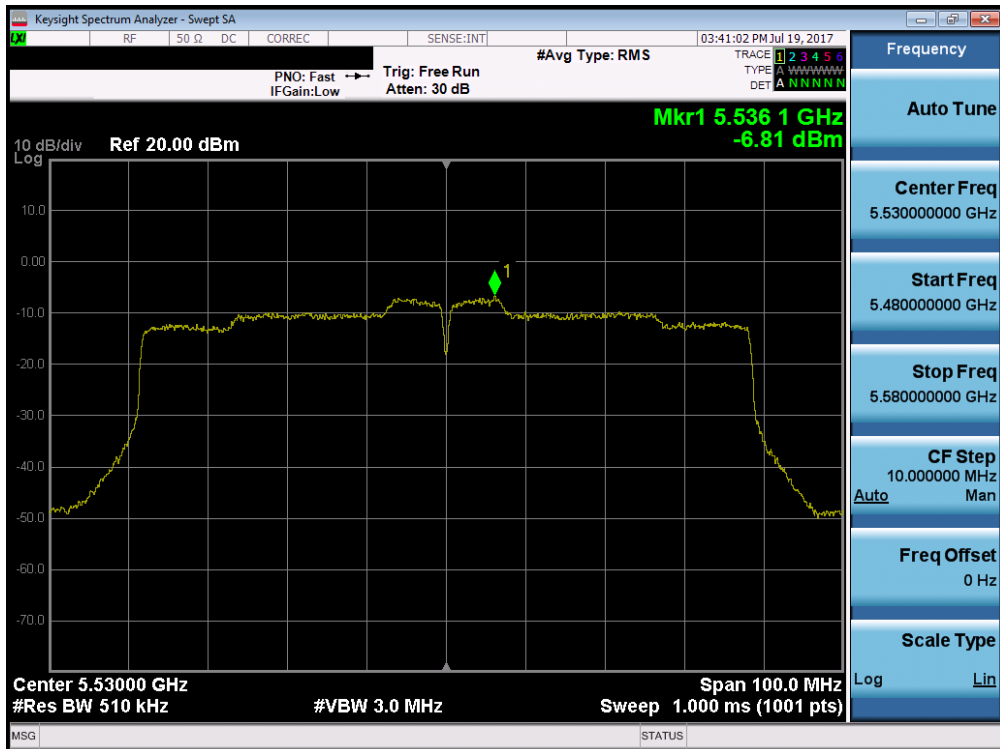 Keysight Spectrum Analyzer - Swept SA
LXI RF 50 Ω DC CORREC SENSE:INT 03:41:02 PM Jul 19, 2017
#Avg Type: RMS TRACE 1 2 3 4 5 6
PNO: Fast Trig: Free Run TYPE A WWWWW
IFGain:Low Atten: 30 dB DET A N N N N N
Mkr1 5.536 1 GHz
10 dB/div Ref 20.00 dBm -6.81 dBm
Log
10.0
0.00
1
-10.0
-20.0
-30.0
-40.0
-50.0
-60.0
-70.0
Center 5.53000 GHz Span 100.0 MHz
#Res BW 510 kHz #VBW 3.0 MHz Sweep 1.000 ms (1001 pts)
MSG STATUS
Frequency
Auto Tune
Center Freq
5.530000000 GHz
Start Freq
5.480000000 GHz
Stop Freq
5.580000000 GHz
CF Step
10.000000 MHz
Auto Man
Freq Offset
0 Hz
Scale Type
Log Lin